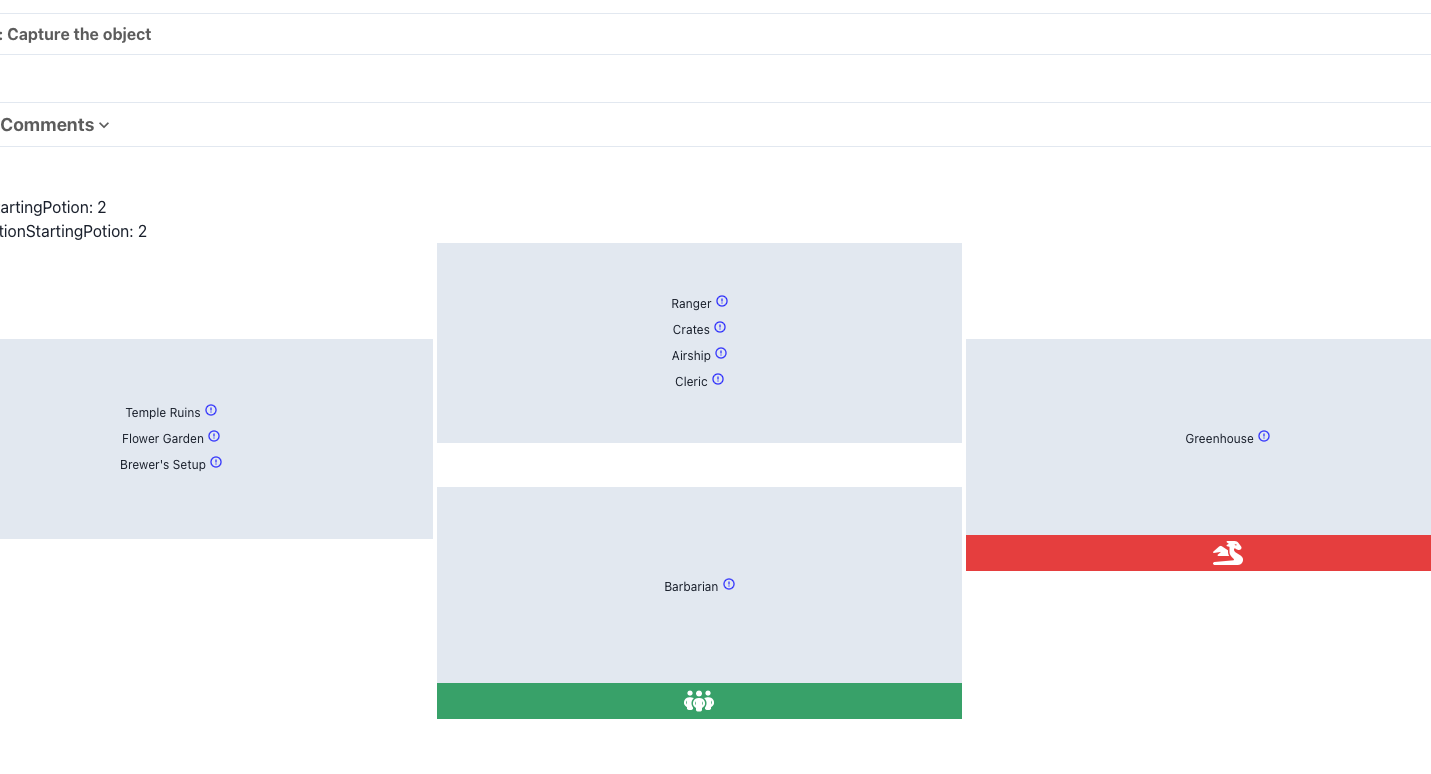 : Capture the object
Comments
artingPotion: 2
tionStartingPotion: 2
Ranger
Crates
Airship
Cleric
Temple Ruins
Flower Garden
Brewer's Setup
Greenhouse
Barbarian